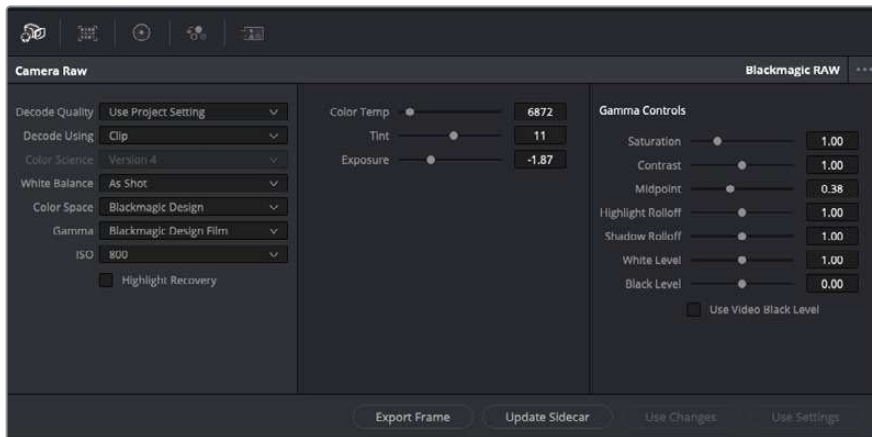 Camera Raw
Blackmagic RAW
Decode Quality Use Project Setting
Decode Using Clip
Color Science Version 4
White Balance As Shot
Color Space Blackmagic Design
Gamma Blackmagic Design Film
ISO 800
Highlight Recovery
Color Temp 6872
Tint 11
Exposure -1.87
Gamma Controls
Saturation 1.00
Contrast 1.00
Midpoint 0.38
Highlight Rolloff 1.00
Shadow Rolloff 1.00
White Level 1.00
Black Level 0.00
Use Video Black Level
Export Frame
Update Sidecar
Use Changes
Use Settings